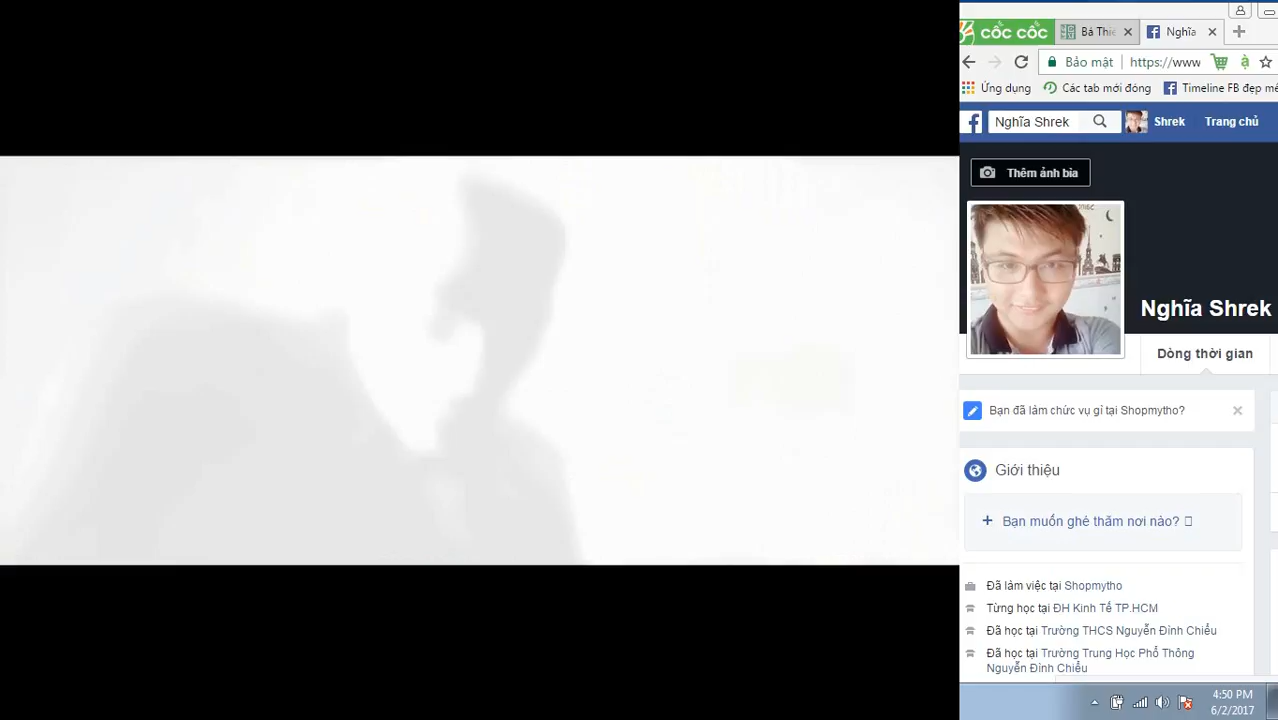 cốc cốc
Bá Thiê
Nghĩa
Bảo mật
https://www
Ứng dụng
Các tab mới đóng
Timeline FB đẹp mê
Nghĩa Shrek
Shrek
Trang chủ
Thêm ảnh bìa
Nghĩa Shrek
Dòng thời gian
Bạn đã làm chức vụ gì tại Shopmytho?
Giới thiệu
+ Bạn muốn ghé thăm nơi nào?
Đã làm việc tại Shopmytho
Từng học tại ĐH Kinh Tế TP.HCM
Đã học tại Trường THCS Nguyễn Đình Chiểu
Đã học tại Trường Trung Học Phổ Thông
Nguyễn Đình Chiểu
4:50 PM
6/2/2017